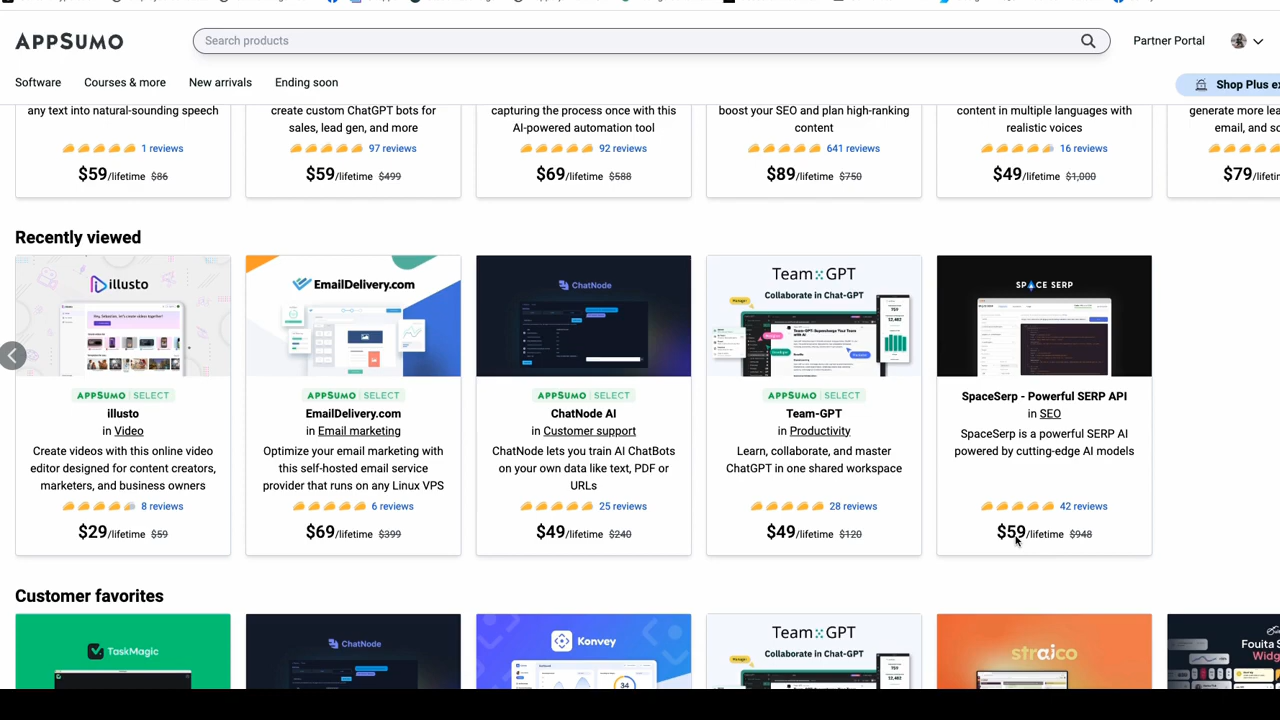 APPSUMO
Search products
Partner Portal
Software
Courses & more
New arrivals
Ending soon
Shop Plus ex
any text into natural-sounding speech
1 reviews
$59/lifetime $86
create custom ChatGPT bots for
sales, lead gen, and more
97 reviews
$59/lifetime $499
capturing the process once with this
AI-powered automation tool
92 reviews
$69/lifetime $588
boost your SEO and plan high-ranking
content
641 reviews
$89/lifetime $750
content in multiple languages with
realistic voices
16 reviews
$49/lifetime $1,000
generate more lea
email, and so
$79/lifetim
Recently viewed
illusto
APPSUMO SELECT
illusto
in Video
Create videos with this online video
editor designed for content creators,
marketers, and business owners
8 reviews
$29/lifetime $59
EmailDelivery.com
APPSUMO SELECT
EmailDelivery.com
in Email marketing
Optimize your email marketing with
this self-hosted email service
provider that runs on any Linux VPS
6 reviews
$69/lifetime $399
ChatNode
APPSUMO SELECT
ChatNode AI
in Customer support
ChatNode lets you train AI ChatBots
on your own data like text, PDF or
URLs
25 reviews
$49/lifetime $240
Team GPT
Collaborate in Chat-GPT
APPSUMO SELECT
Team-GPT
in Productivity
Learn, collaborate, and master
ChatGPT in one shared workspace
28 reviews
$49/lifetime $120
SPACE SERP
SpaceSerp - Powerful SERP API
in SEO
SpaceSerp is a powerful SERP AI
powered by cutting-edge AI models
42 reviews
$59/lifetime $948
Customer favorites
TaskMagic
ChatNode
Konvey
34
Team GPT
Collaborate in Chat-GPT
straico
Fouita S
Widg